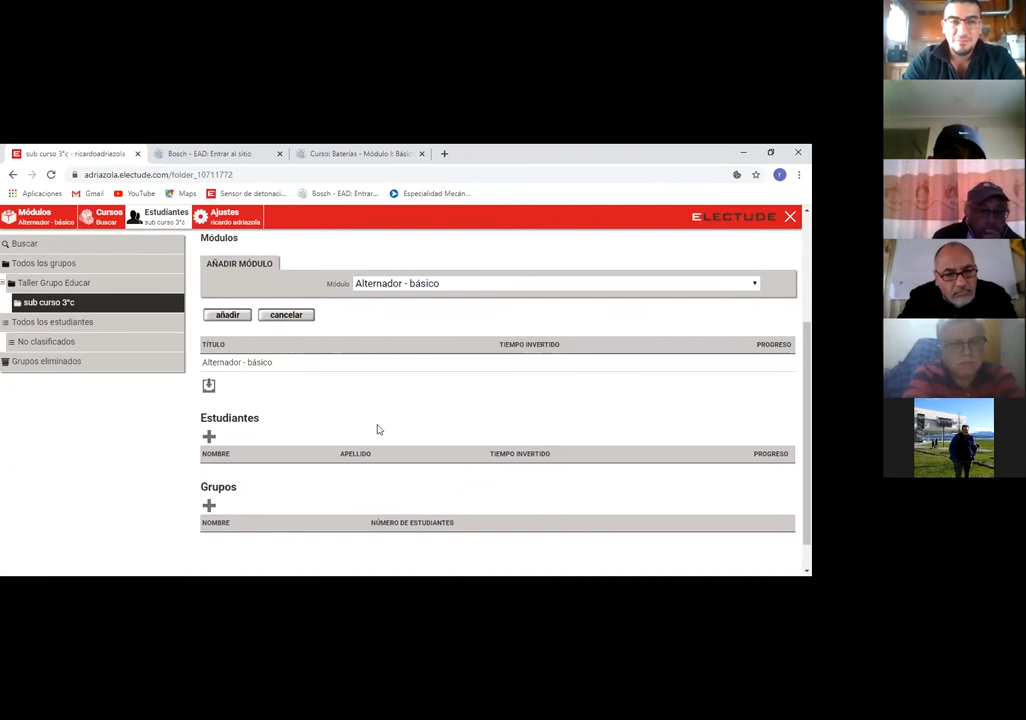 sub curso 3°c - ricardoadriazola
Bosch - EAD: Entrar al sitio
Curso: Baterías - Módulo I: Básic
adriazola.electude.com/folder_10711772
r
Aplicaciones
Gmail
YouTube
Maps
Sensor de detonaci...
Bosch - EAD: Entrar...
Especialidad Mecán...
Módulos
Alternador - básico
Cursos
Buscar
Estudiantes
sub curso 3°c
Ajustes
ricardo adriazola
ELECTUDE
Buscar
Todos los grupos
Taller Grupo Educar
sub curso 3°c
Todos los estudiantes
No clasificados
Grupos eliminados
Módulos
AÑADIR MÓDULO
Módulo Alternador - básico
añadir cancelar
TÍTULO TIEMPO INVERTIDO PROGRESO
Alternador - básico
Estudiantes
NOMBRE APELLIDO TIEMPO INVERTIDO PROGRESO
Grupos
NOMBRE NÚMERO DE ESTUDIANTES